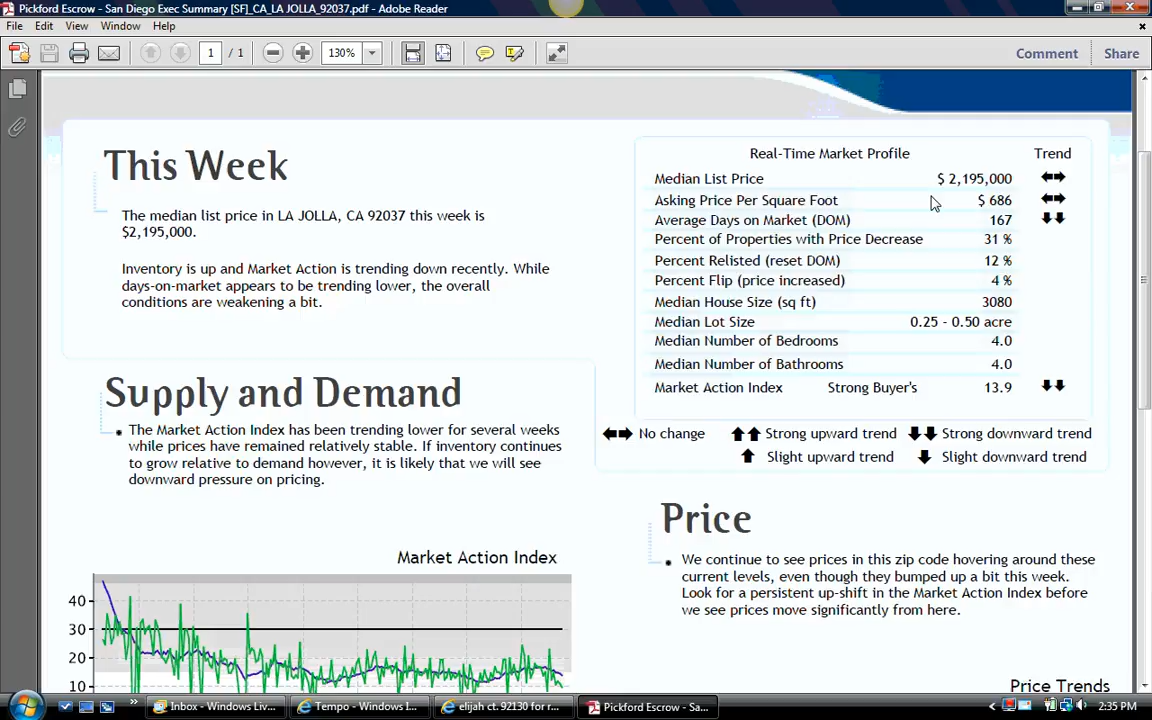 Pickford Escrow - San Diego Exec Summary [SF]_CA_LA JOLLA_92037.pdf - Adobe Reader
File Edit View Window Help
1 / 1 130% Comment Share
This Week
The median list price in LA JOLLA, CA 92037 this week is
$2,195,000.
Inventory is up and Market Action is trending down recently. While
days-on-market appears to be trending lower, the overall
conditions are weakening a bit.
Real-Time Market Profile Trend
Median List Price $ 2,195,000
Asking Price Per Square Foot $ 686
Average Days on Market (DOM) 167
Percent of Properties with Price Decrease 31 %
Percent Relisted (reset DOM) 12 %
Percent Flip (price increased) 4 %
Median House Size (sq ft) 3080
Median Lot Size 0.25 - 0.50 acre
Median Number of Bedrooms 4.0
Median Number of Bathrooms 4.0
Market Action Index Strong Buyer's 13.9
No change Strong upward trend Strong downward trend
Slight upward trend Slight downward trend
Supply and Demand
The Market Action Index has been trending lower for several weeks
while prices have remained relatively stable. If inventory continues
to grow relative to demand however, it is likely that we will see
downward pressure on pricing.
Price
We continue to see prices in this zip code hovering around these
current levels, even though they bumped up a bit this week.
Look for a persistent up-shift in the Market Action Index before
we see prices move significantly from here.
Market Action Index
40
30
20
10
Price Trends
Inbox - Windows Liv... Tempo - Windows I... elijah ct. 92130 for r... Pickford Escrow - Sa... 2:35 PM